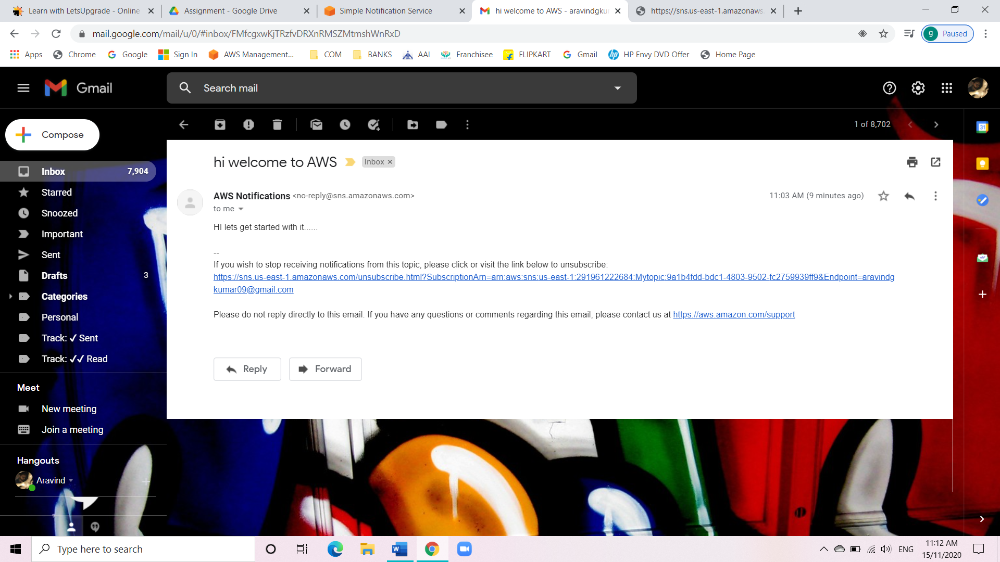 Learn with LetsUpgrade - Online
Assignment - Google Drive
Simple Notification Service
hi welcome to AWS - aravindgku
https://sns.us-east-1.amazonaws
mail.google.com/mail/u/0/#inbox/FMfcgxwKjTRzfvDRXnRMSZMtmshWnRxD
g Paused
Apps Chrome Google Sign In AWS Management... COM BANKS AAI Franchisee FLIPKART Gmail HP Envy DVD Offer Home Page
Gmail
Search mail
Compose
1 of 8,702
31
hi welcome to AWS
Inbox ×
Inbox 7,904
Starred
Snoozed
Important
Sent
Drafts 3
Categories
Personal
Track: ✓ Sent
Track: ✓✓ Read
AWS Notifications <no-reply@sns.amazonaws.com>
11:03 AM (9 minutes ago)
to me
HI lets get started with it......
--
If you wish to stop receiving notifications from this topic, please click or visit the link below to unsubscribe:
https://sns.us-east-1.amazonaws.com/unsubscribe.html?SubscriptionArn=arn:aws:sns:us-east-1:291961222684:Mytopic:9a1b4fdd-bdc1-4803-9502-fc2759939ff9&Endpoint=aravindg
kumar09@gmail.com
Please do not reply directly to this email. If you have any questions or comments regarding this email, please contact us at https://aws.amazon.com/support
Reply
Forward
Meet
New meeting
Join a meeting
Hangouts
Aravind
Type here to search
ENG
11:12 AM
15/11/2020